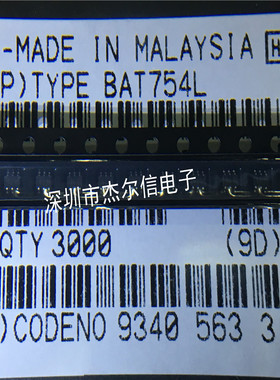 -MADE IN MALAYSIA H
P)TYPE BAT754L
深圳市杰尔信电子
QTY 3000 (9D)
)CODENO 9340 563 3